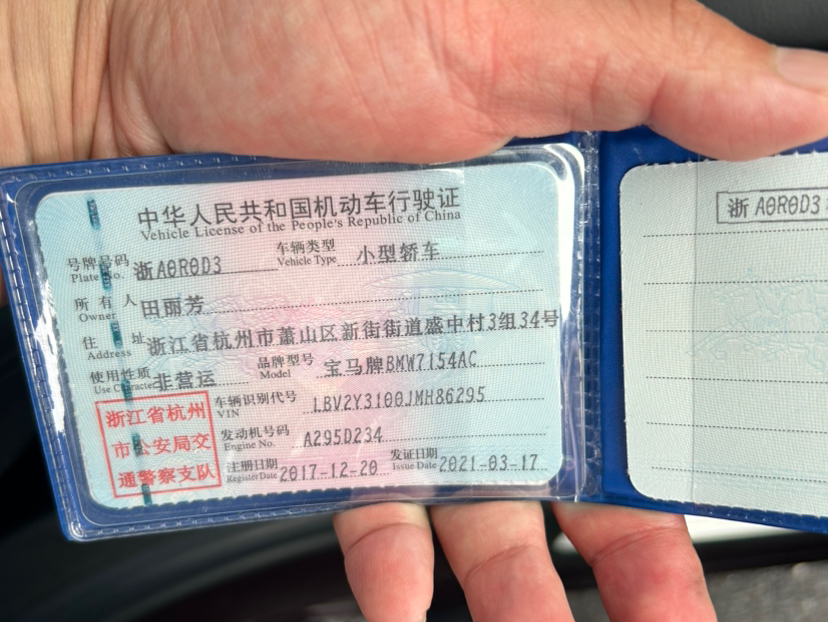 中华人民共和国机动车行驶证
Vehicle License of the People's Republic of China
号牌号码 浙A0R0D3 车辆类型 小型轿车
Plate No. Vehicle Type
所有人 田丽芳
Owner
住址 浙江省杭州市萧山区新街街道盛中村3组34号
Address
使用性质 非营运 品牌型号 宝马牌BMW7154AC
Use Character Model
车辆识别代号 LBV2Y3100JMH86295
VIN
发动机号码 A295D234
Engine No.
注册日期 2017-12-20 发证日期 2021-03-17
Register Date Issue Date
浙江省杭州
市公安局交
通警察支队
浙A0R0D3